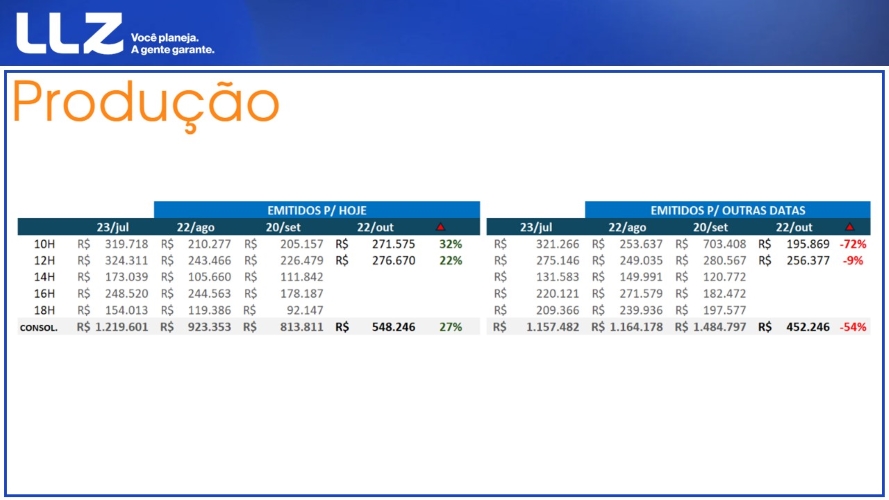 LLZ
Você planeja.
A gente garante.
Produção
EMITIDOS P/ HOJE EMITIDOS P/ OUTRAS DATAS
23/jul 22/ago 20/set 22/out 23/jul 22/ago 20/set 22/out
10H R$ 319.718 R$ 210.277 R$ 205.157 R$ 271.575 32% R$ 321.266 R$ 253.637 R$ 703.408 R$ 195.869 -72%
12H R$ 324.311 R$ 243.466 R$ 226.479 R$ 276.670 22% R$ 275.146 R$ 249.035 R$ 280.567 R$ 256.377 -9%
14H R$ 173.039 R$ 105.660 R$ 111.842 R$ 131.583 R$ 149.991 R$ 120.772
16H R$ 248.520 R$ 244.563 R$ 178.187 R$ 220.121 R$ 271.579 R$ 182.472
18H R$ 154.013 R$ 119.386 R$ 92.147 R$ 209.366 R$ 239.936 R$ 197.577
CONSOL. R$ 1.219.601 R$ 923.353 R$ 813.811 R$ 548.246 27% R$ 1.157.482 R$ 1.164.178 R$ 1.484.797 R$ 452.246 -54%